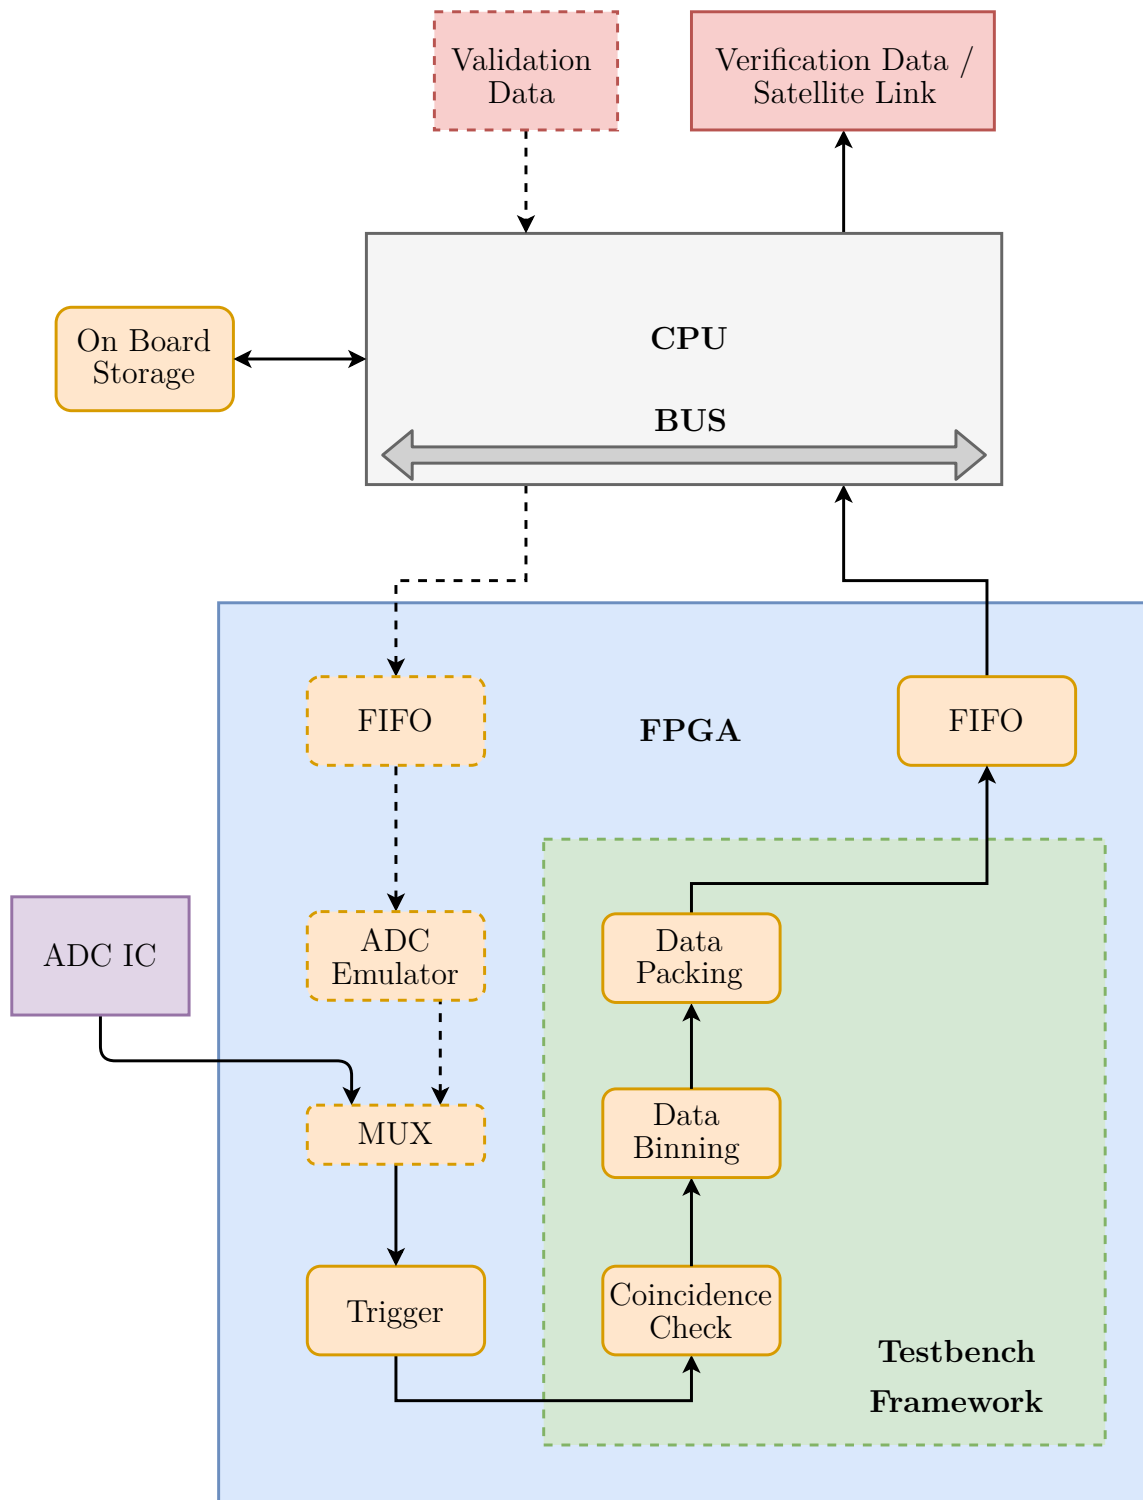 Validation
Data
Verification Data /
Satellite Link
On Board
Storage
CPU
BUS
FIFO
FPGA
FIFO
ADC IC
ADC
Emulator
Data
Packing
MUX
Data
Binning
Trigger
Coincidence
Check
Testbench
Framework